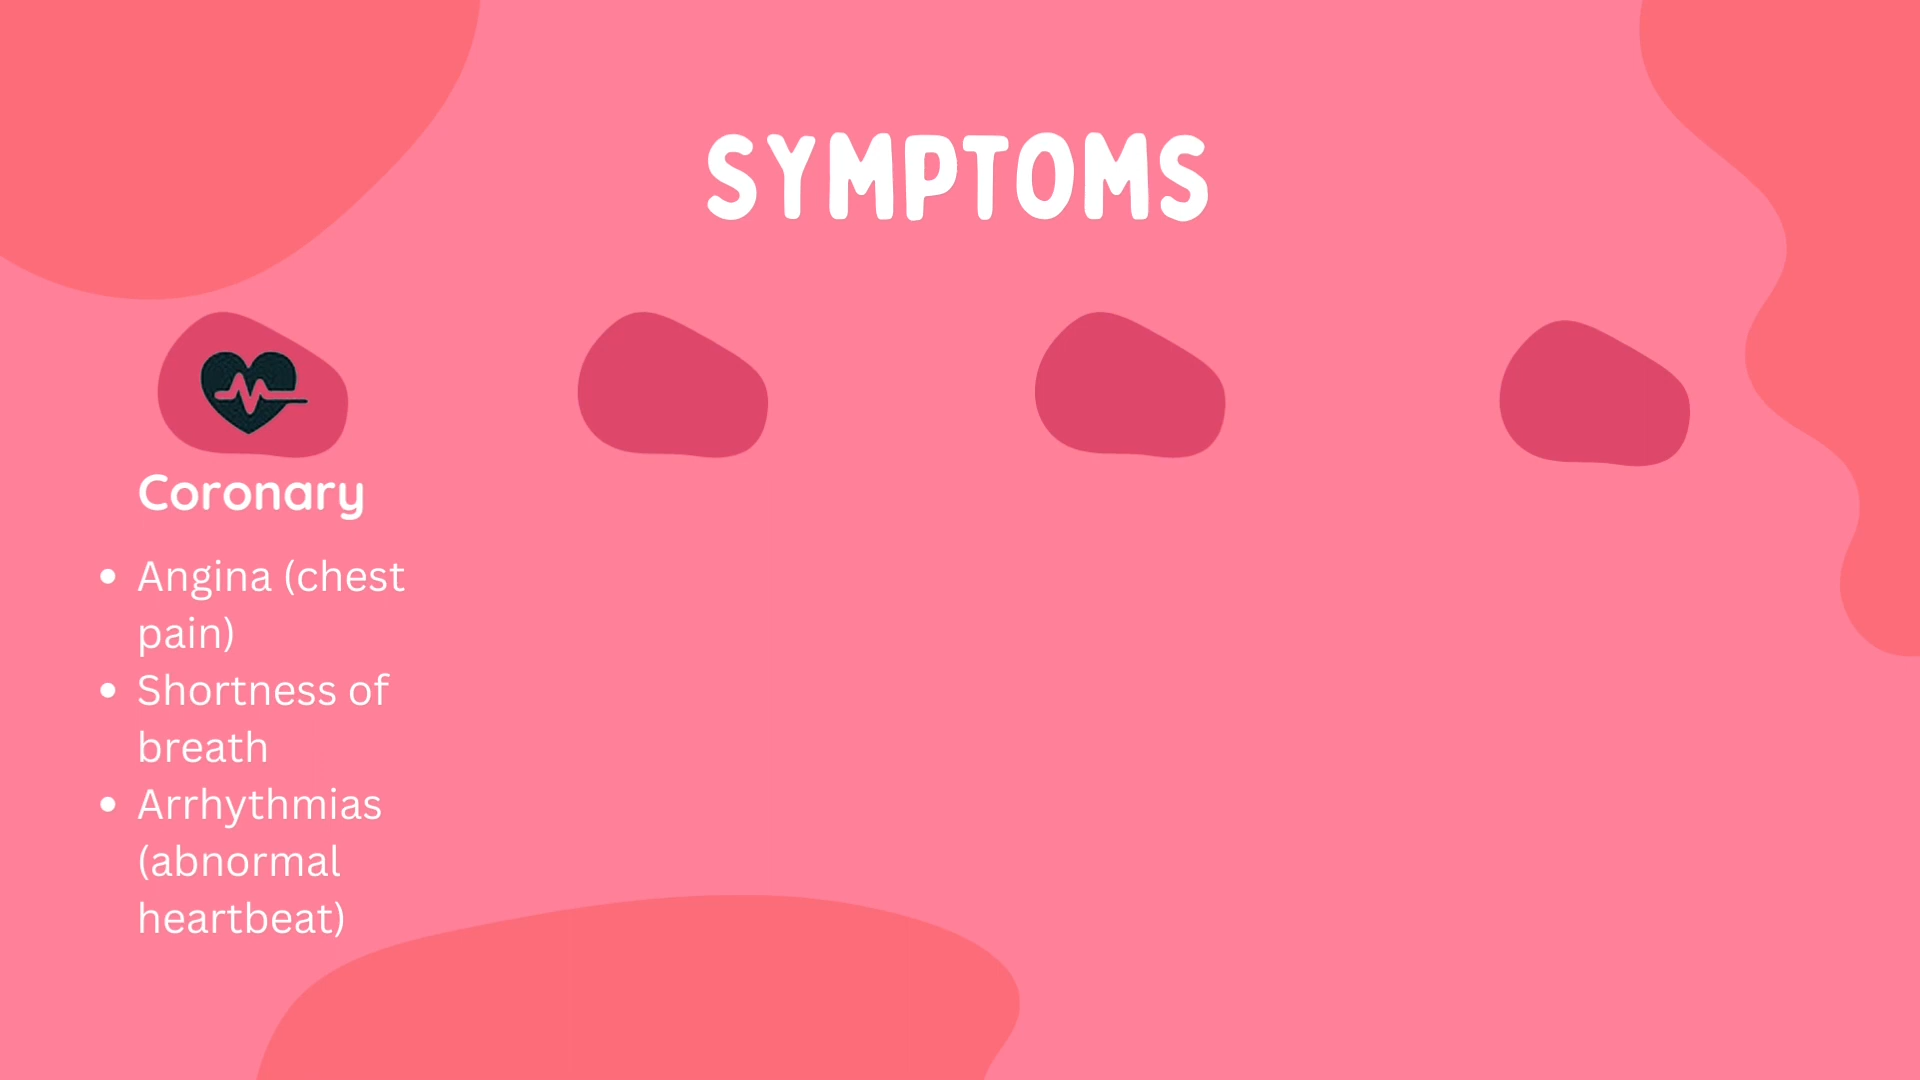 SYMPTOMS
Coronary
• Angina (chest
pain)
• Shortness of
breath
• Arrhythmias
(abnormal
heartbeat)